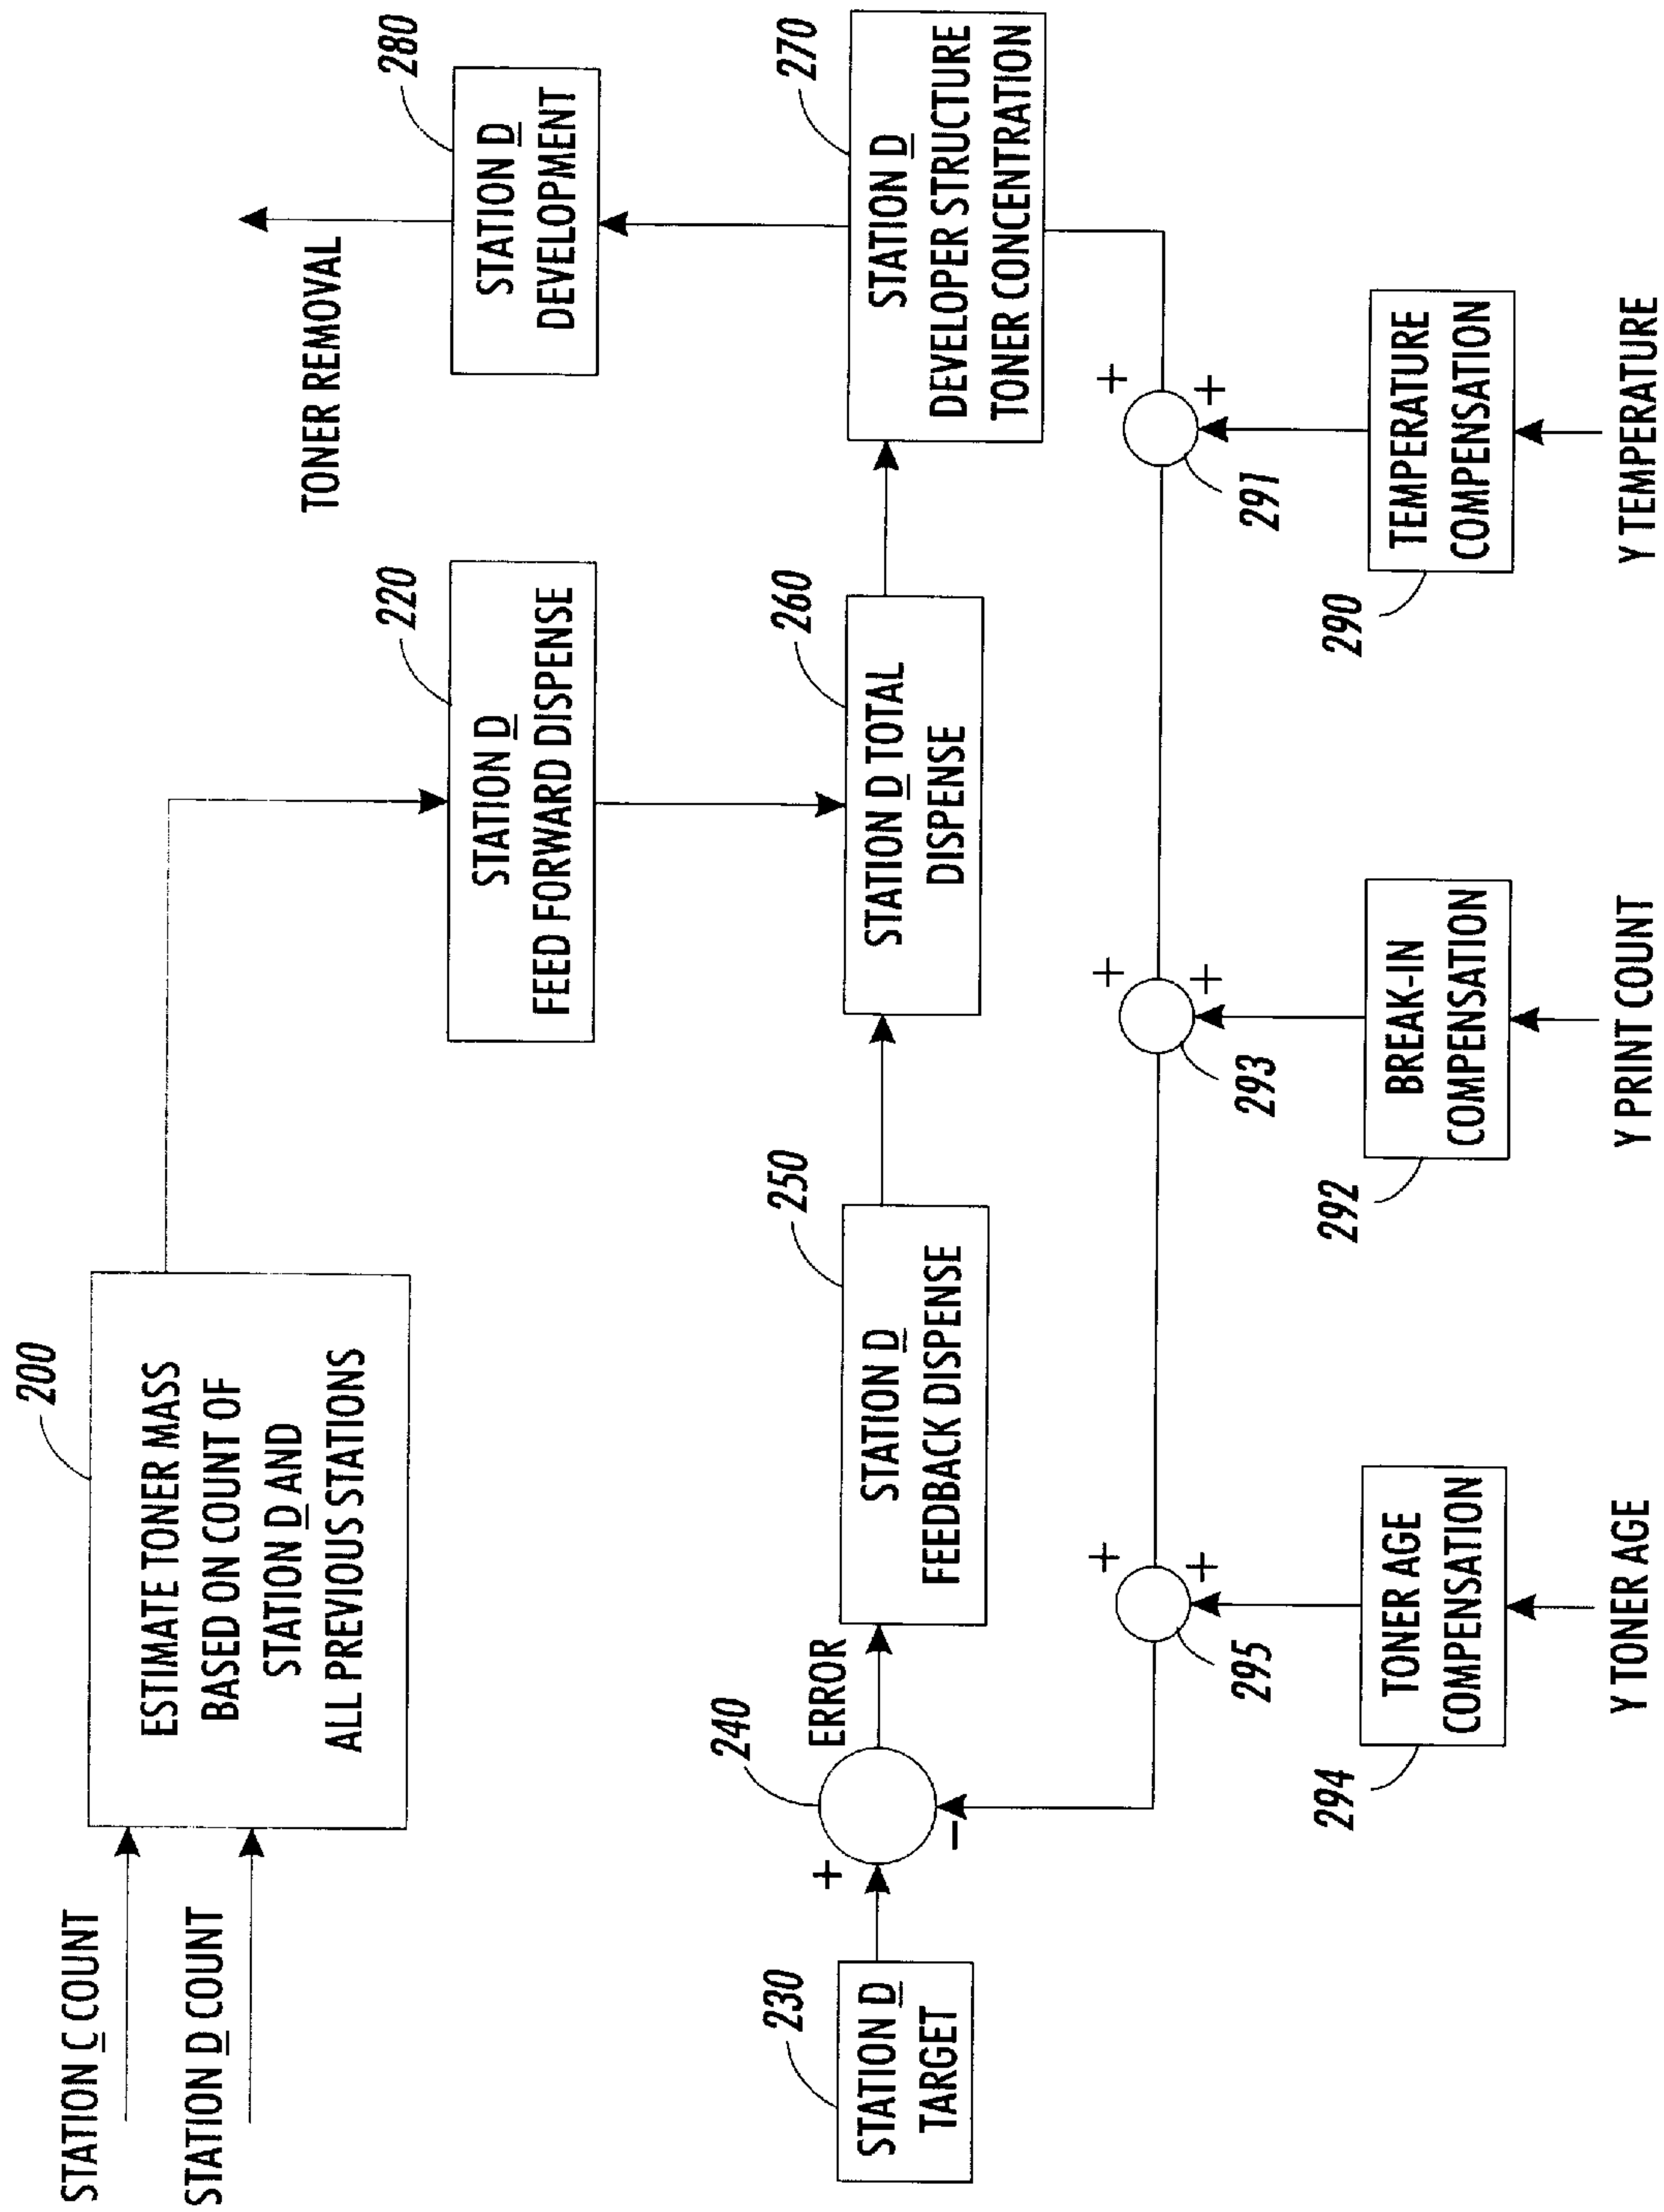 STATION C COUNT
STATION D COUNT
200
ESTIMATE TONER MASS
BASED ON COUNT OF
STATION D AND
ALL PREVIOUS STATIONS
220
STATION D
FEED FORWARD DISPENSE
TONER REMOVAL
280
STATION D
DEVELOPMENT
230
STATION D
TARGET
+
−
240
ERROR
250
STATION D
FEEDBACK DISPENSE
260
STATION D TOTAL
DISPENSE
270
STATION D
DEVELOPER STRUCTURE
TONER CONCENTRATION
+
+
295
+
+
293
+
+
291
294
TONER AGE
COMPENSATION
Y TONER AGE
292
BREAK-IN
COMPENSATION
Y PRINT COUNT
290
TEMPERATURE
COMPENSATION
Y TEMPERATURE